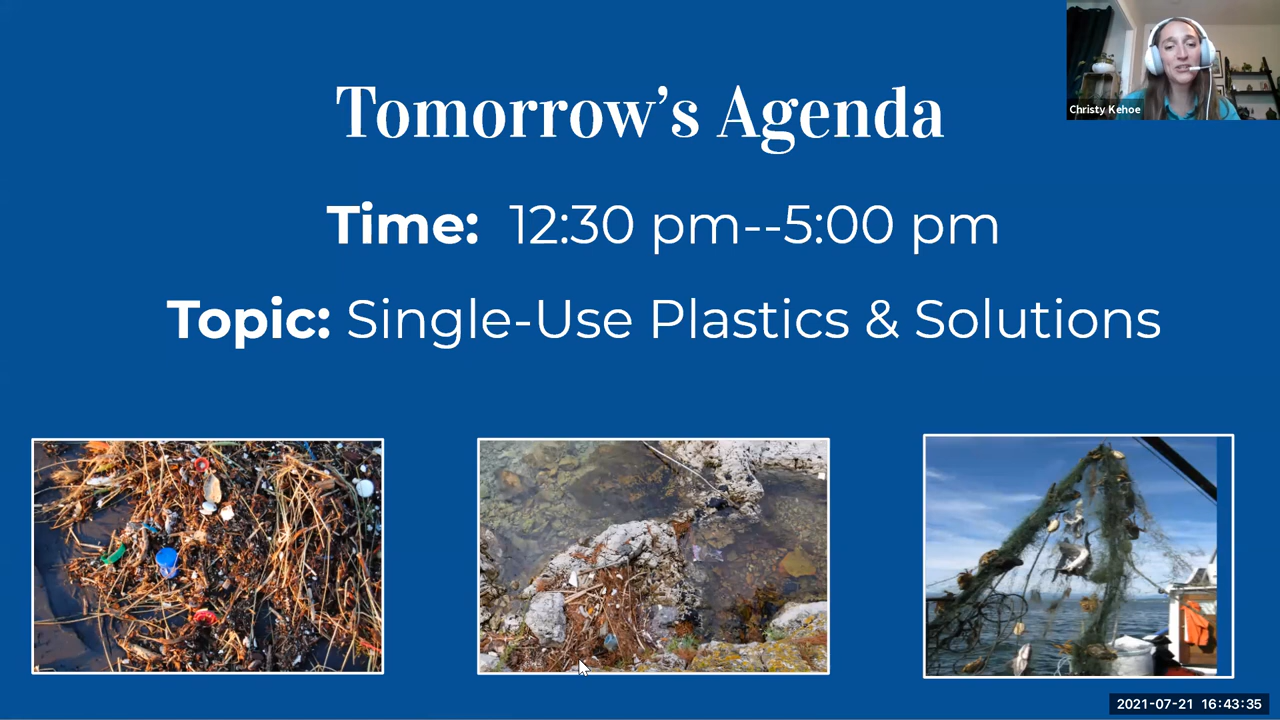 Tomorrow’s Agenda
Christy Kehoe
Time: 12:30 pm--5:00 pm
Topic: Single-Use Plastics & Solutions
2021-07-21 16:43:35